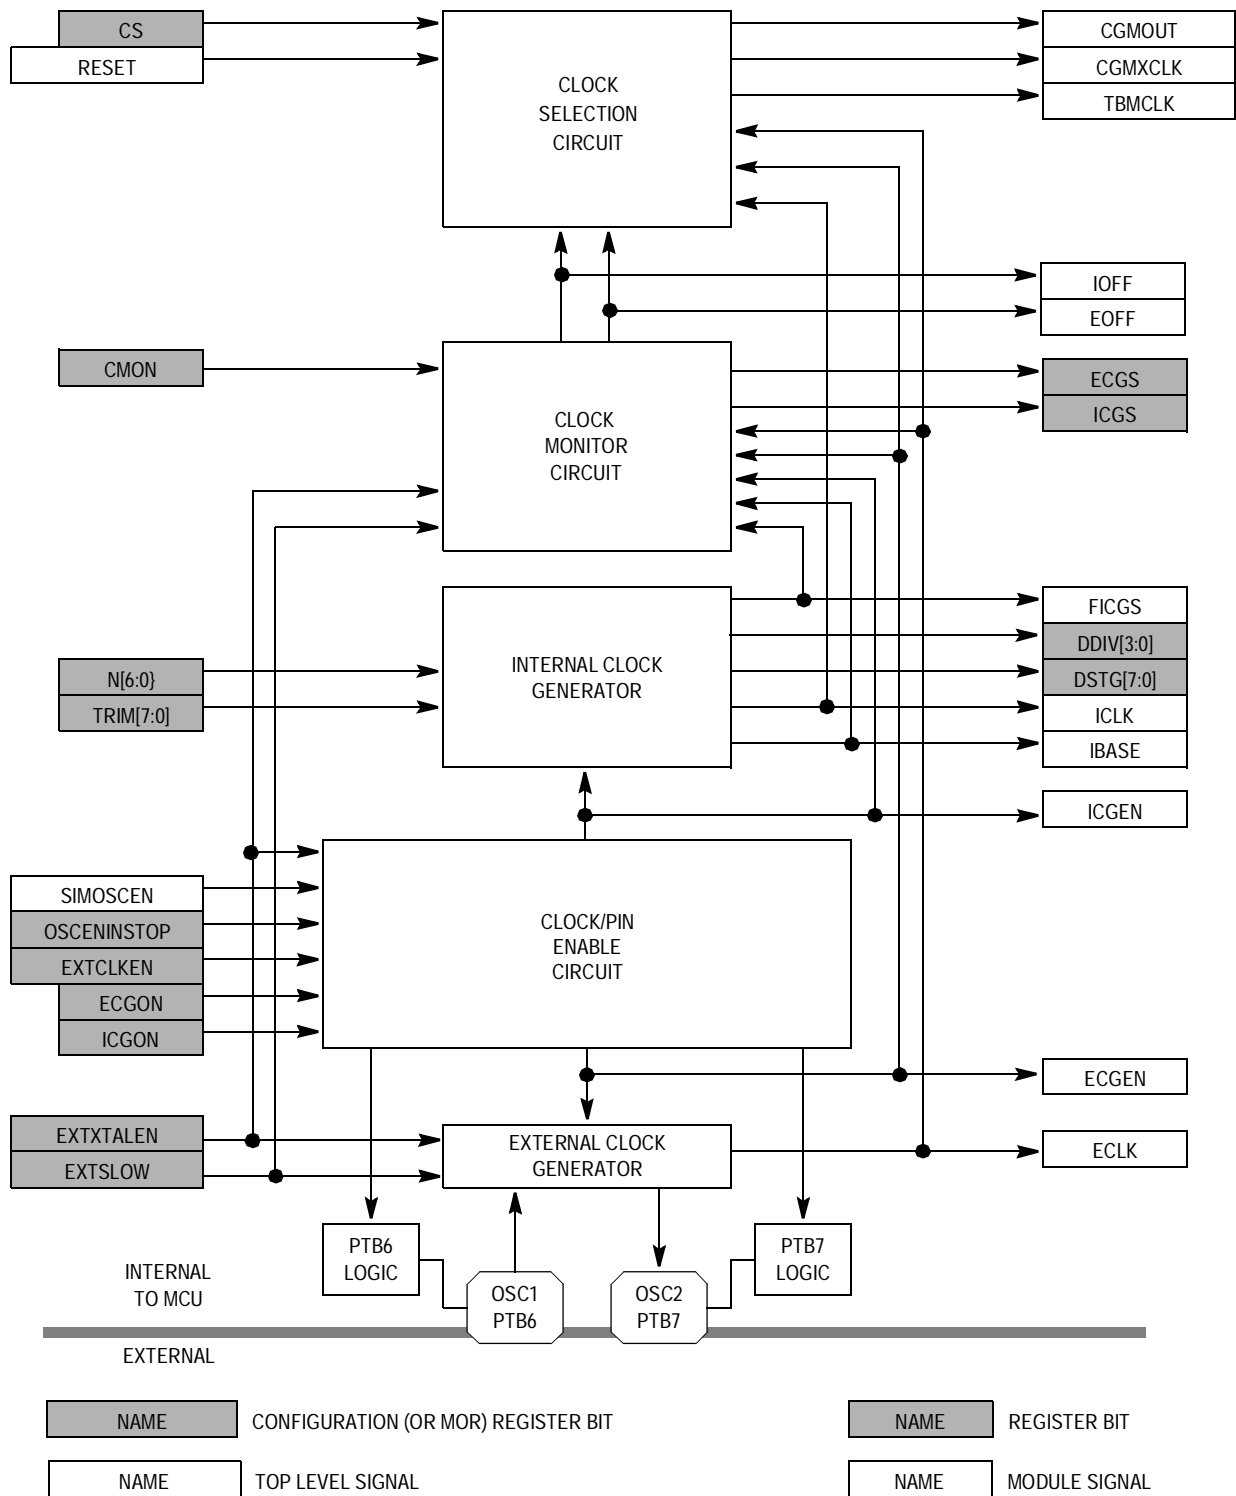 CS
RESET
CLOCK
SELECTION
CIRCUIT
CGMOUT
CGMXCLK
TBMCLK
IOFF
EOFF
CMON
CLOCK
MONITOR
CIRCUIT
ECGS
ICGS
N[6:0}
TRIM[7:0]
INTERNAL CLOCK
GENERATOR
FICGS
DDIV[3:0]
DSTG[7:0]
ICLK
IBASE
ICGEN
SIMOSCEN
OSCENINSTOP
EXTCLKEN
ECGON
ICGON
CLOCK/PIN
ENABLE
CIRCUIT
ECGEN
EXTXTALEN
EXTSLOW
EXTERNAL CLOCK
GENERATOR
ECLK
PTB6
LOGIC
PTB7
LOGIC
OSC1
PTB6
OSC2
PTB7
INTERNAL
TO MCU
EXTERNAL
NAME CONFIGURATION (OR MOR) REGISTER BIT
NAME REGISTER BIT
NAME TOP LEVEL SIGNAL
NAME MODULE SIGNAL